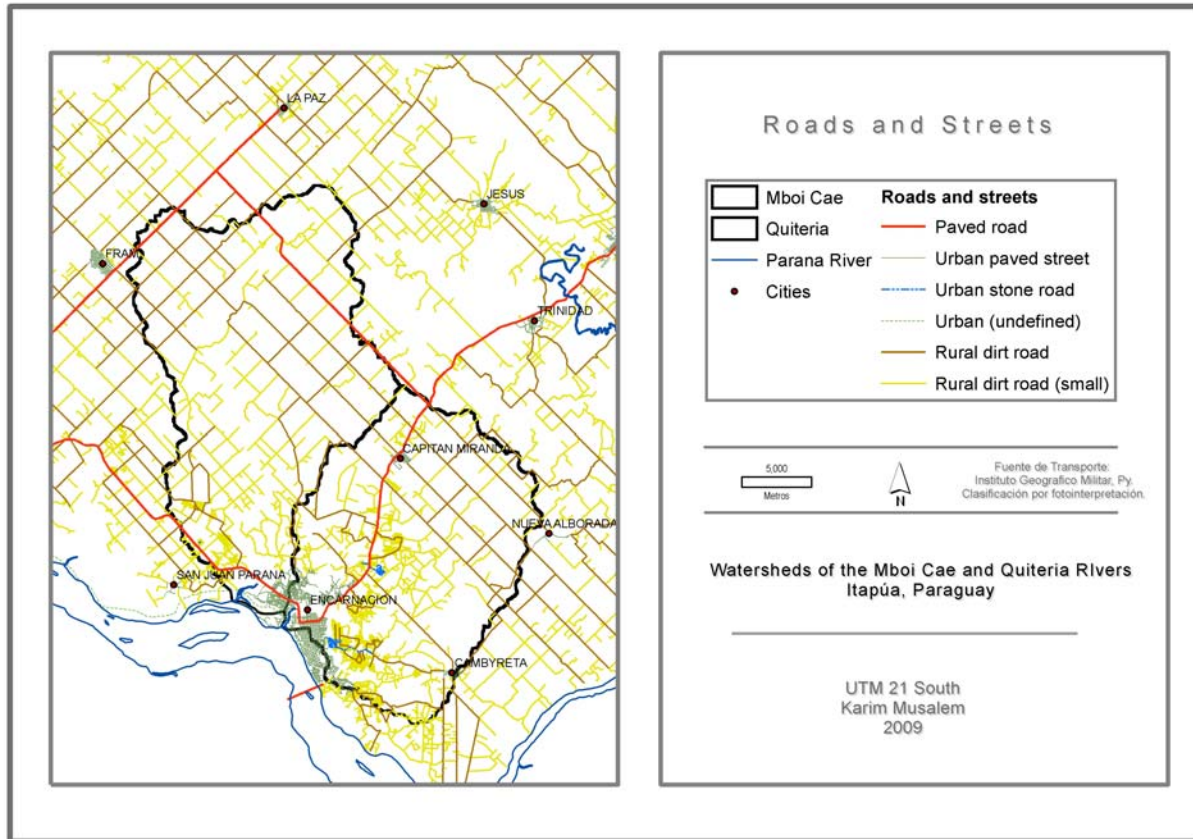 LA PAZ
JESUS
FRAM
TRINIDAD
CAPITAN MIRANDA
NUEVA ALBORADA
SAN JUAN PARANA
ENCARNACION
CAMBYRETA
Roads and Streets
Mboi Cae
Quiteria
Parana River
Cities
Roads and streets
Paved road
Urban paved street
Urban stone road
Urban (undefined)
Rural dirt road
Rural dirt road (small)
5,000
Metros
N
Fuente de Transporte:
Instituto Geografico Militar, Py.
Clasificación por fotointerpretación.
Watersheds of the Mboi Cae and Quiteria RIvers
Itapúa, Paraguay
UTM 21 South
Karim Musalem
2009